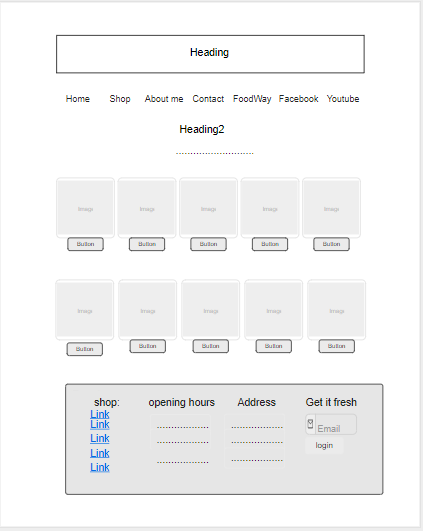 Heading
Home Shop About me Contact FoodWay Facebook Youtube
Heading2
...........................
Image Image Image Image Image
Button Button Button Button Button
Image Image Image Image Image
Button Button Button Button Button
shop: opening hours Address Get it fresh
Link
Link .................. .................. Email
Link .................. .................. login
Link
Link .................. ..................